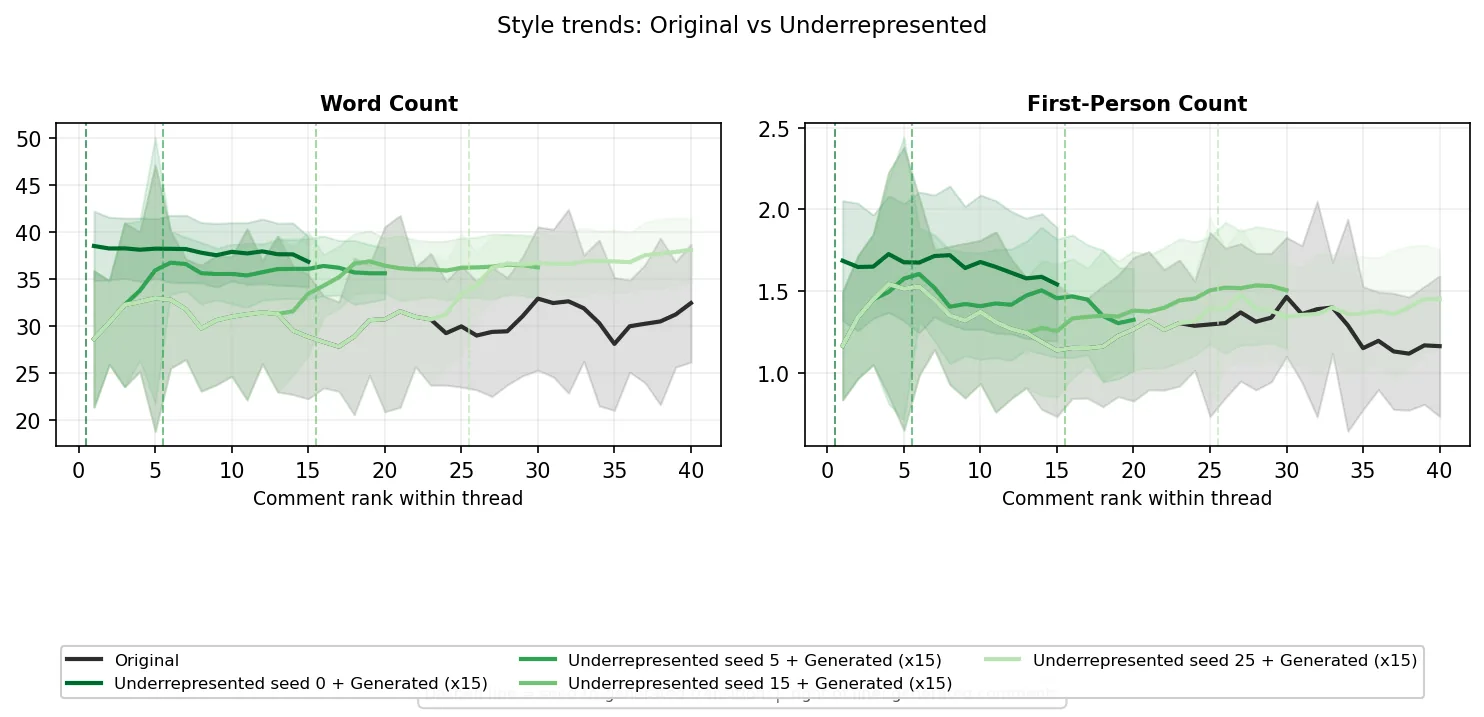 Style trends: Original vs Underrepresented
Word Count
First-Person Count
50
45
40
35
30
25
20
0 5 10 15 20 25 30 35 40
Comment rank within thread
2.5
2.0
1.5
1.0
0 5 10 15 20 25 30 35 40
Comment rank within thread
Original
Underrepresented seed 0 + Generated (x15)
Underrepresented seed 5 + Generated (x15)
Underrepresented seed 15 + Generated (x15)
Underrepresented seed 25 + Generated (x15)